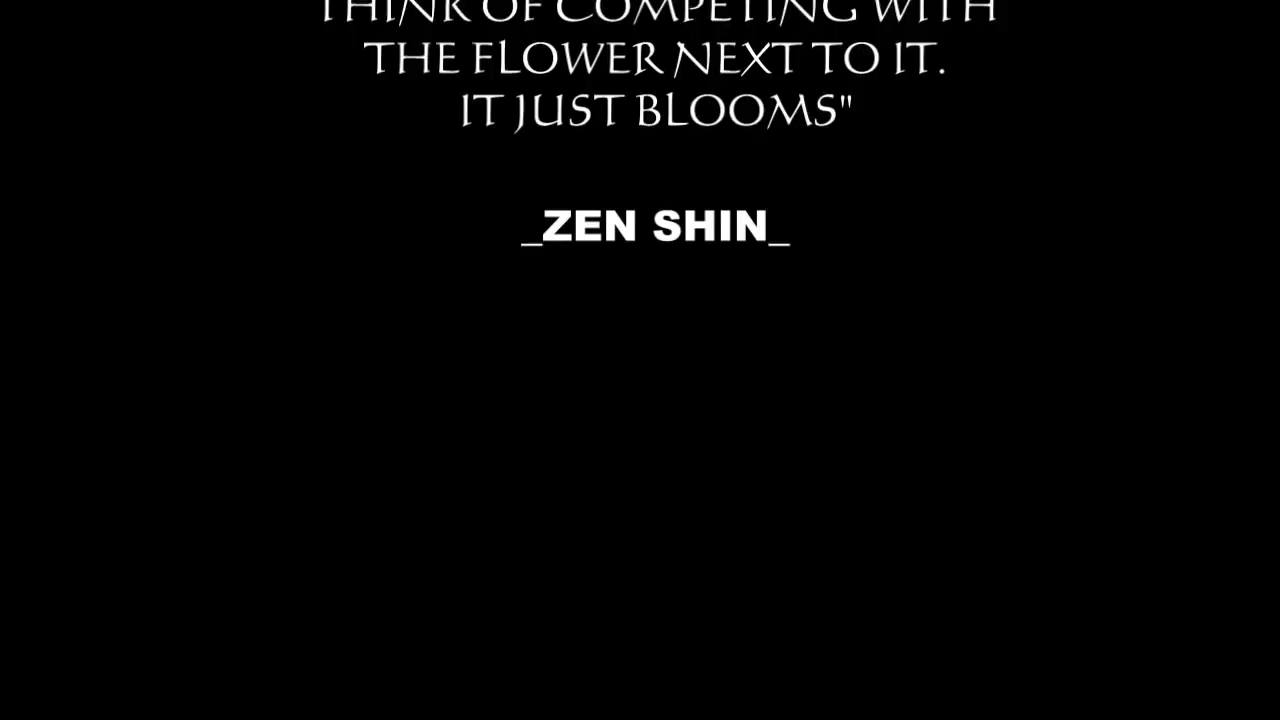 THINK OF COMPETING WITH
THE FLOWER NEXT TO IT.
IT JUST BLOOMS"
_ZEN SHIN_